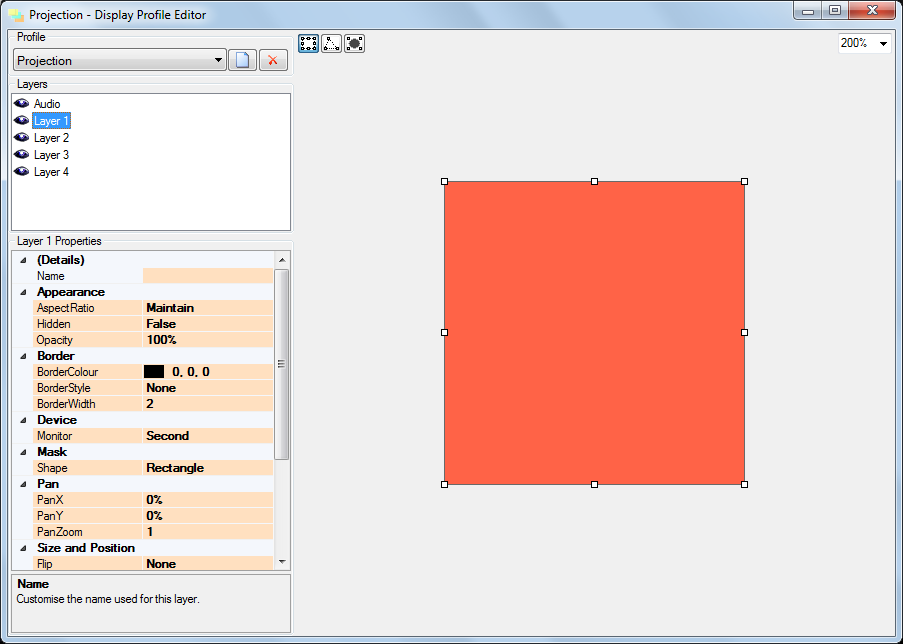 Projection - Display Profile Editor
Profile
Projection
200%
Layers
Audio
Layer 1
Layer 2
Layer 3
Layer 4
Layer 1 Properties
(Details)
Name
Appearance
AspectRatio Maintain
Hidden False
Opacity 100%
Border
BorderColour 0, 0, 0
BorderStyle None
BorderWidth 2
Device
Monitor Second
Mask
Shape Rectangle
Pan
PanX 0%
PanY 0%
PanZoom 1
Size and Position
Flip None
Name
Customise the name used for this layer.